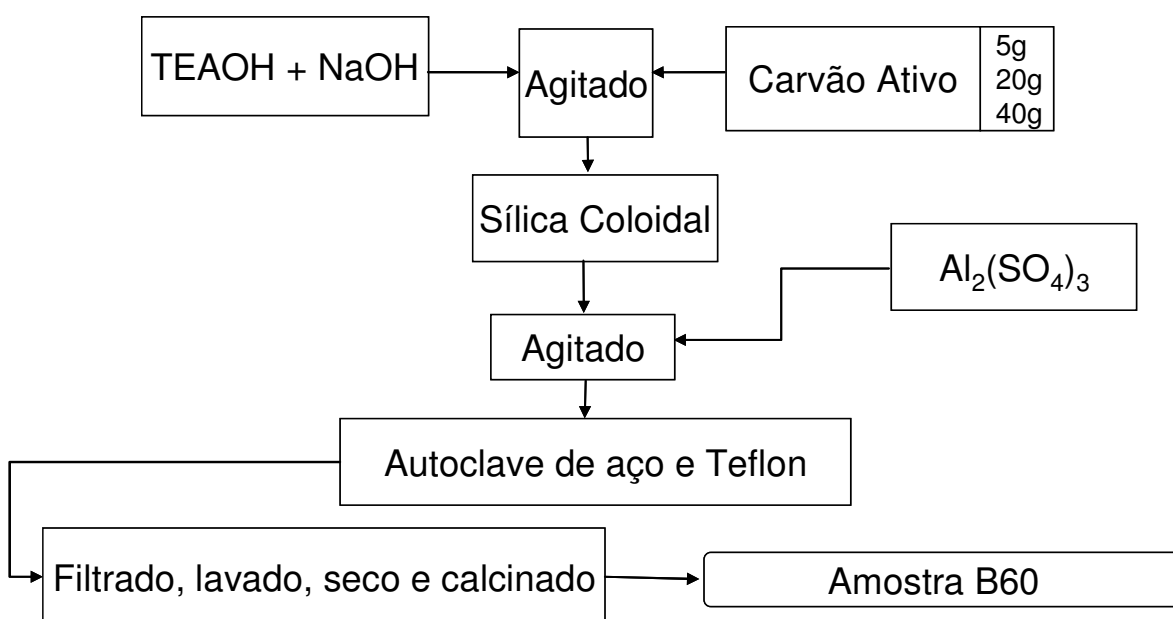 TEAOH + NaOH
Agitado
Carvão Ativo
5g
20g
40g
Sílica Coloidal
Al₂(SO₄)₃
Agitado
Autoclave de aço e Teflon
Filtrado, lavado, seco e calcinado
Amostra B60